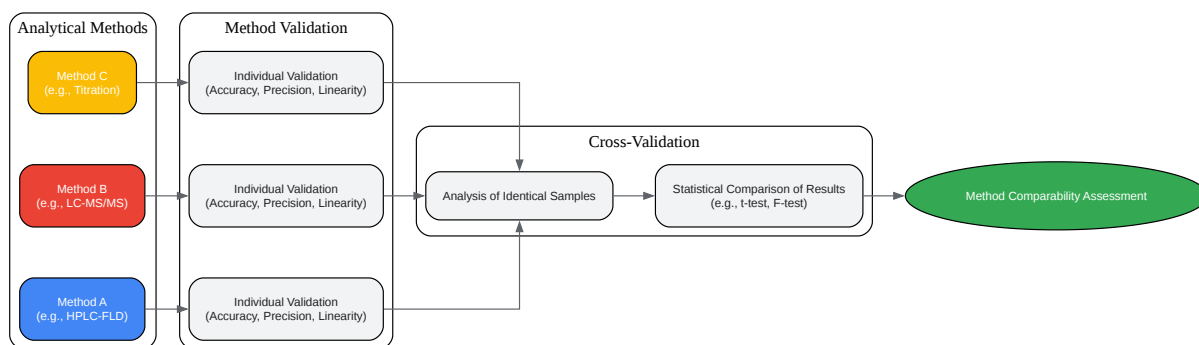 Analytical Methods
Method C
(e.g., Titration)
Method B
(e.g., LC-MS/MS)
Method A
(e.g., HPLC-FLD)
Method Validation
Individual Validation
(Accuracy, Precision, Linearity)
Individual Validation
(Accuracy, Precision, Linearity)
Individual Validation
(Accuracy, Precision, Linearity)
Cross-Validation
Analysis of Identical Samples
Statistical Comparison of Results
(e.g., t-test, F-test)
Method Comparability Assessment